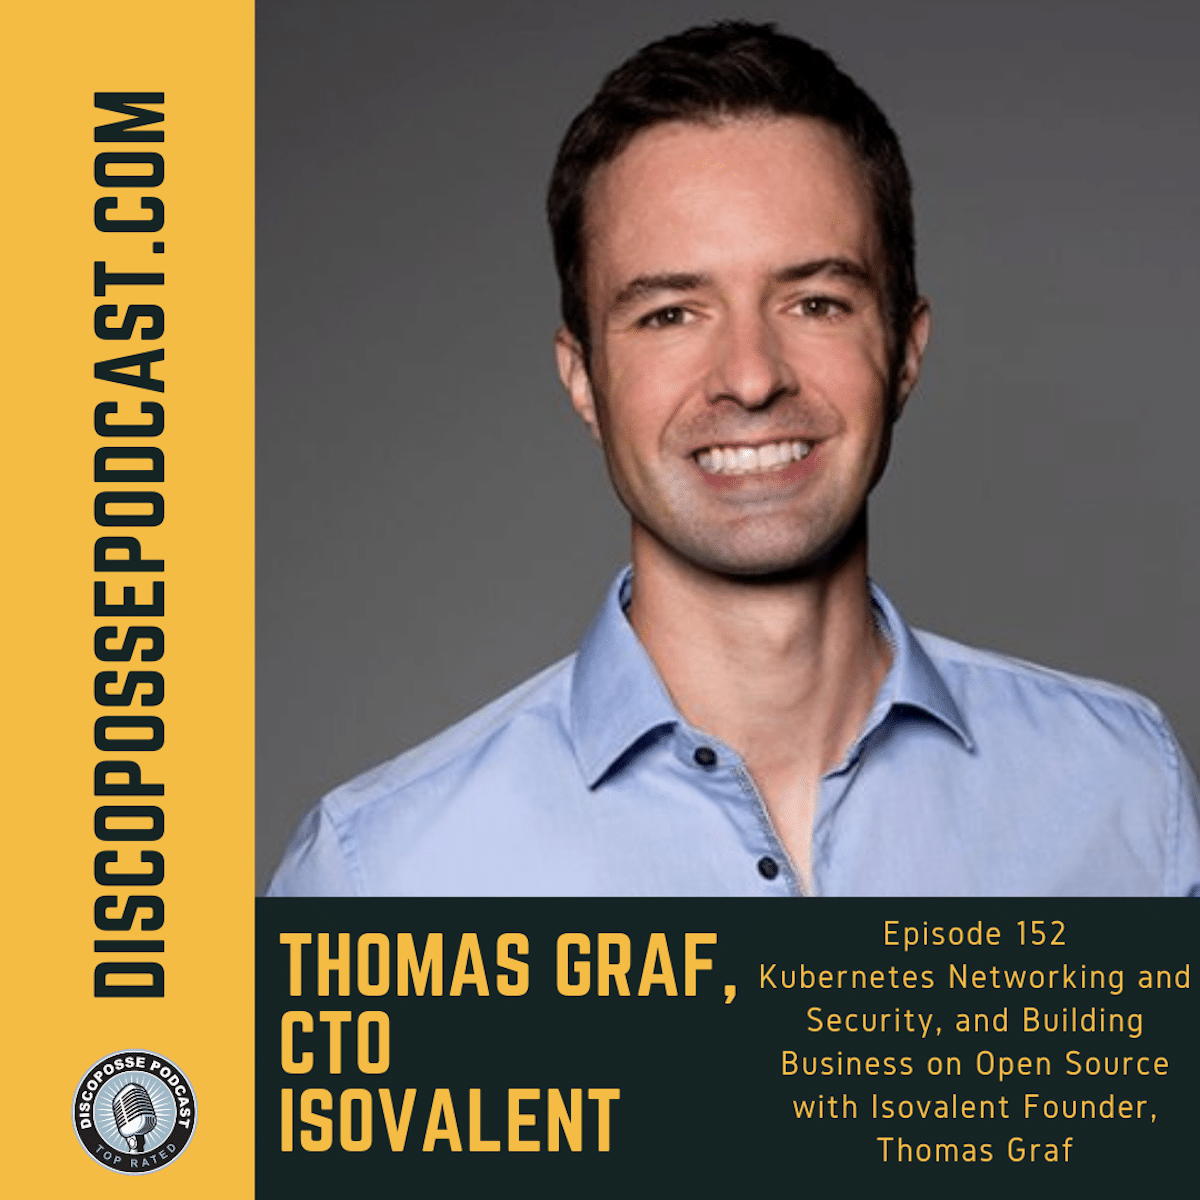 DISCOPOSSEPODCAST.COM
DISCOPOSSE PODCAST
TOP RATED
THOMAS GRAF,
CTO
ISOVALENT
Episode 152
Kubernetes Networking and
Security, and Building
Business on Open Source
with Isovalent Founder,
Thomas Graf